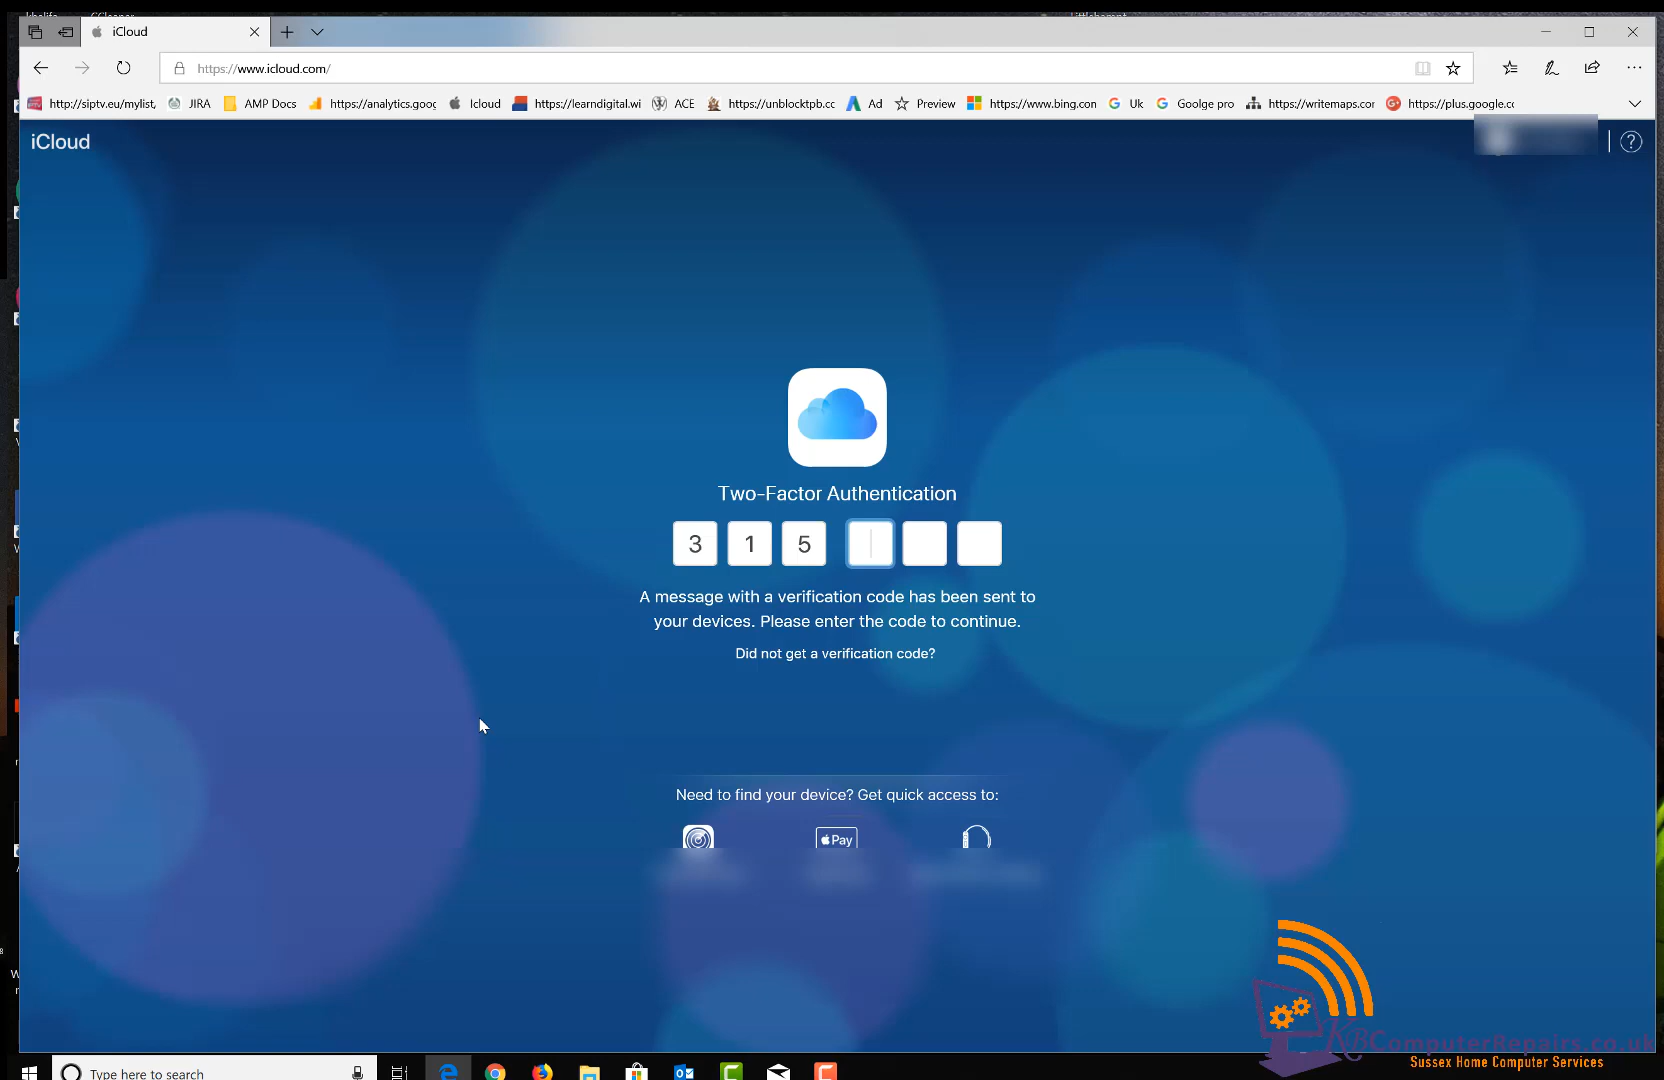 iCloud
https://www.icloud.com/
http://siptv.eu/mylist, JIRA AMP Docs https://analytics.goog Icloud https://learndigital.wi ACE https://unblocktpb.cc Ad Preview https://www.bing.con Uk Goolge pro https://writemaps.cor https://plus.google.cc
iCloud
?
Two-Factor Authentication
3 1 5
A message with a verification code has been sent to
your devices. Please enter the code to continue.
Did not get a verification code?
Need to find your device? Get quick access to:
Pay
KBComputerRepairs.co.uk
Sussex Home Computer Services
Type here to search